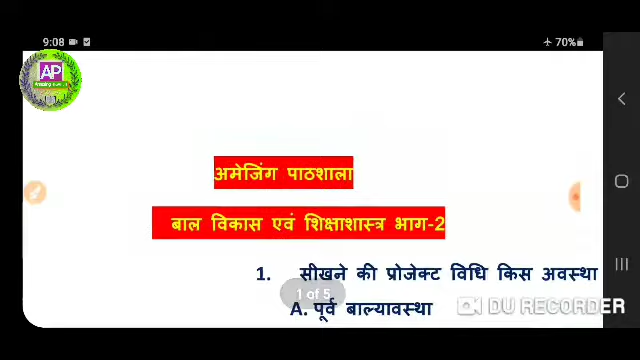 9:08
70%
AP
अमेजिंग पाठशाला
बाल विकास एवं शिक्षाशास्त्र भाग-2
1. सीखने की प्रोजेक्ट विधि किस अवस्था
1 of 5
A. पूर्व बाल्यावस्था
DU RECORDER